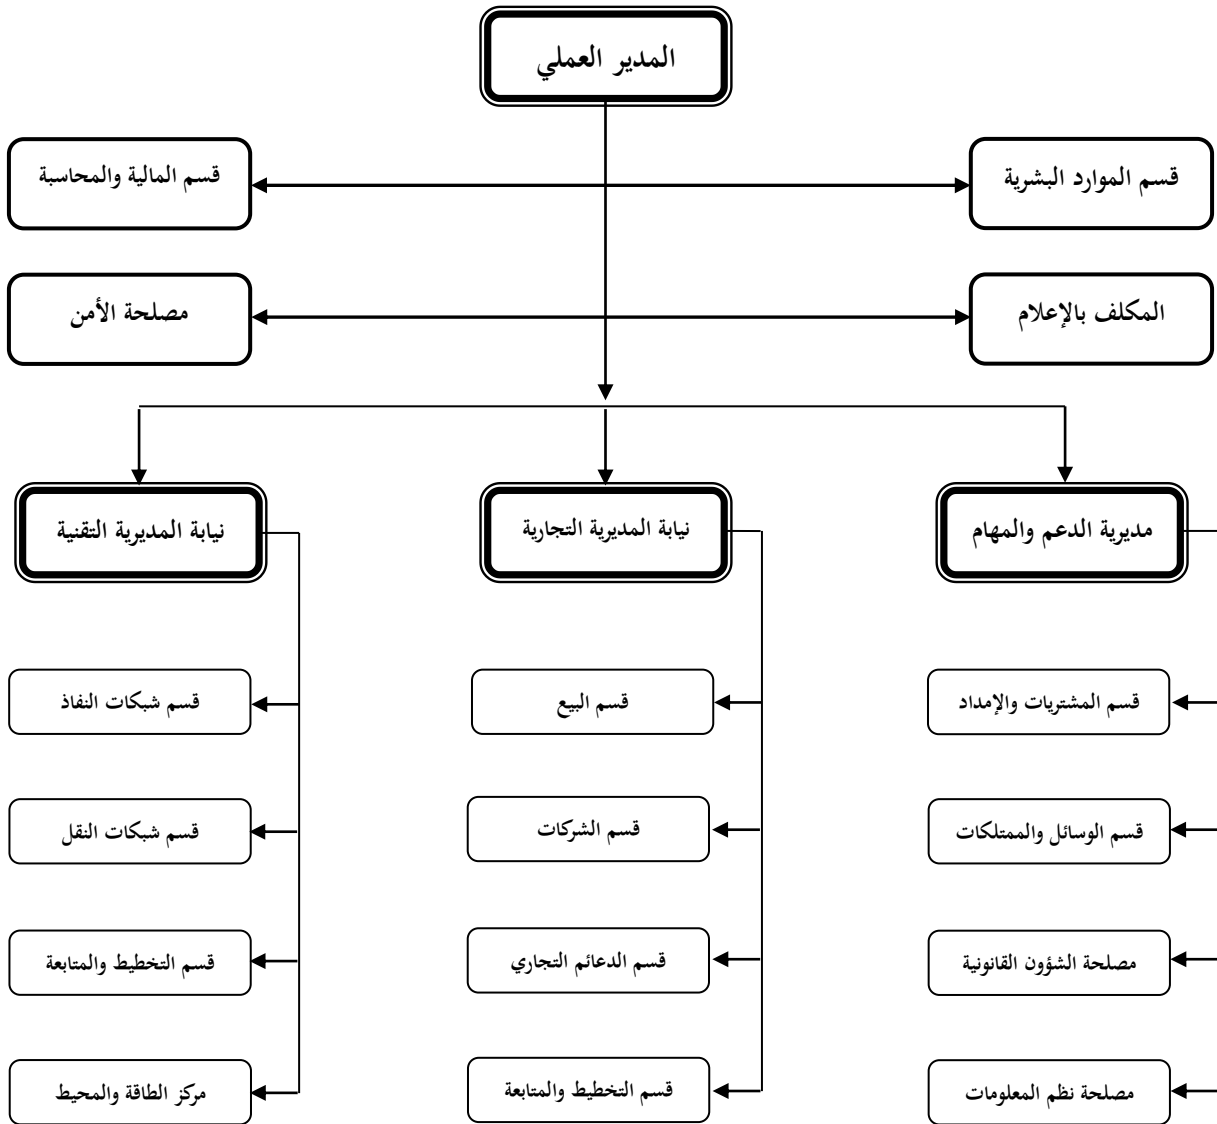 المدير العملي
قسم الموارد البشرية
قسم المالية والمحاسبة
المكلف بالإعلام
مصلحة الأمن
مديرية الدعم والمهام
نيابة المديرية التجارية
نيابة المديرية التقنية
قسم المشتريات والإمداد
قسم البيع
قسم شبكات النفاذ
قسم الوسائل والممتلكات
قسم الشركات
قسم شبكات النقل
مصلحة الشؤون القانونية
قسم الدعائم التجاري
قسم التخطيط والمتابعة
مصلحة نظم المعلومات
قسم التخطيط والمتابعة
مركز الطاقة والمحيط